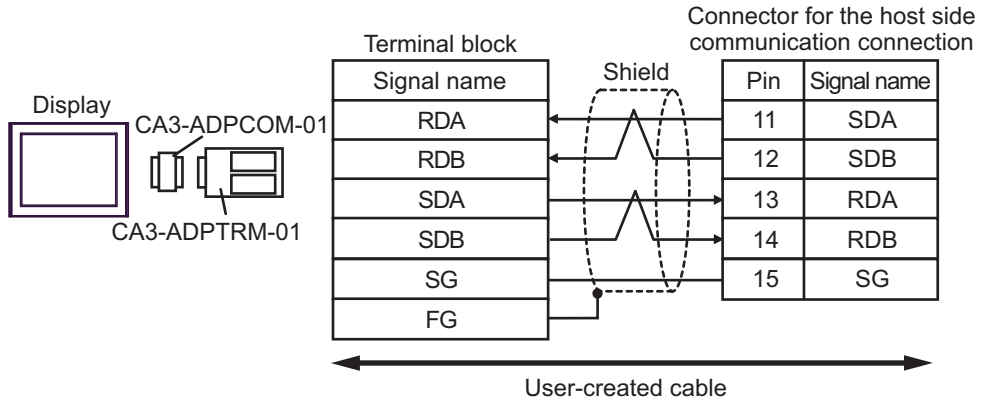 Connector for the host side
communication connection
Terminal block
Signal name
Shield
Pin Signal name
Display
CA3-ADPCOM-01
CA3-ADPTRM-01
RDA 11 SDA
RDB 12 SDB
SDA 13 RDA
SDB 14 RDB
SG 15 SG
FG
User-created cable